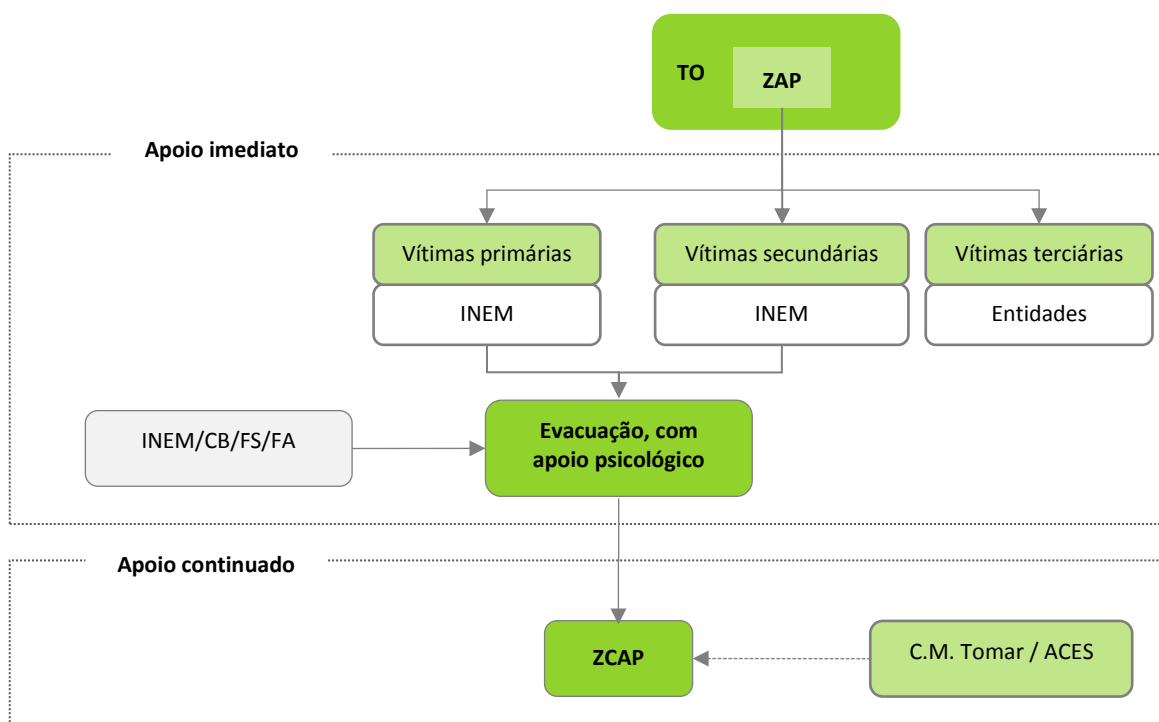 TO
ZAP
Apoio imediato
Vítimas primárias
Vítimas secundárias
Vítimas terciárias
INEM
INEM
Entidades
INEM/CB/FS/FA
Evacuação, com
apoio psicológico
Apoio continuado
ZCAP
C.M. Tomar / ACES